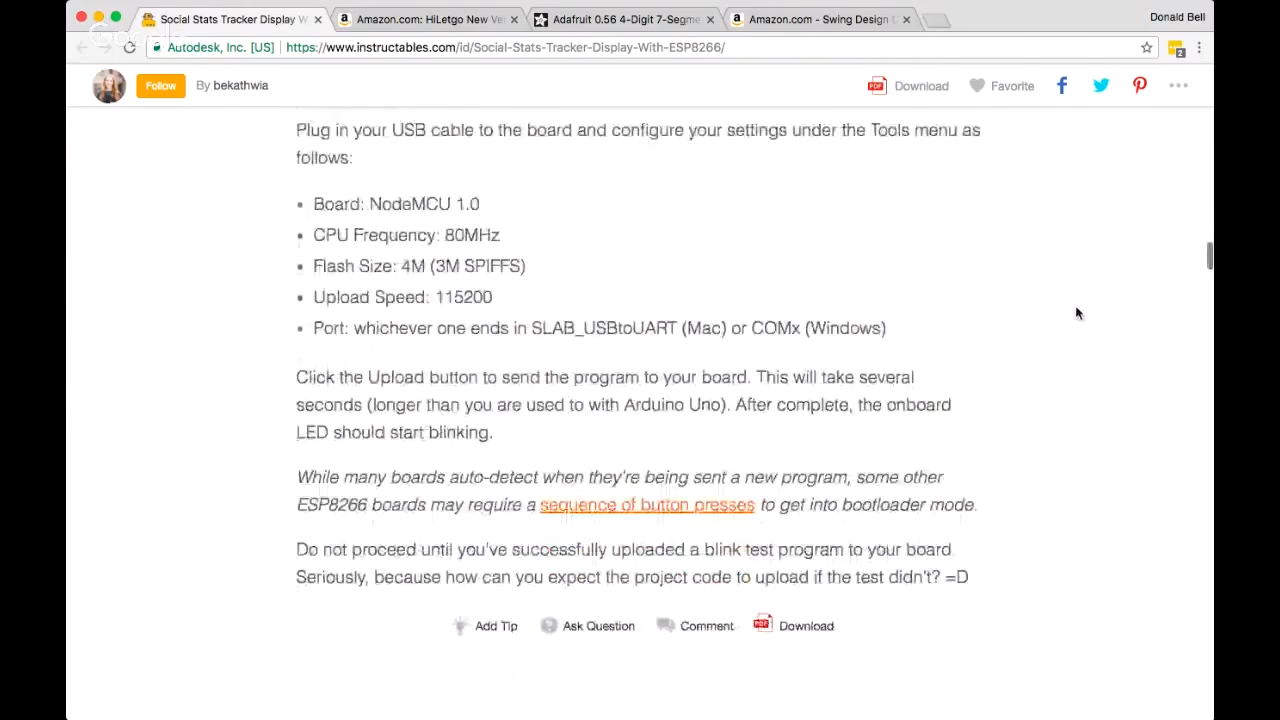 Donald Bell
Social Stats Tracker Display W
Amazon.com: HiLetgo New Ve
Adafruit 0.56 4-Digit 7-Segme
Amazon.com - Swing Design
Google
Autodesk, Inc. [US]
https://www.instructables.com/id/Social-Stats-Tracker-Display-With-ESP8266/
2
Follow
By bekathwia
PDF
Download
Favorite
Plug in your USB cable to the board and configure your settings under the Tools menu as
follows:
• Board: NodeMCU 1.0
• CPU Frequency: 80MHz
• Flash Size: 4M (3M SPIFFS)
• Upload Speed: 115200
• Port: whichever one ends in SLAB_USBtoUART (Mac) or COMx (Windows)
Click the Upload button to send the program to your board. This will take several
seconds (longer than you are used to with Arduino Uno). After complete, the onboard
LED should start blinking.
While many boards auto-detect when they're being sent a new program, some other
ESP8266 boards may require a sequence of button presses to get into bootloader mode.
Do not proceed until you've successfully uploaded a blink test program to your board.
Seriously, because how can you expect the project code to upload if the test didn't? =D
Add Tip
Ask Question
Comment
PDF
Download